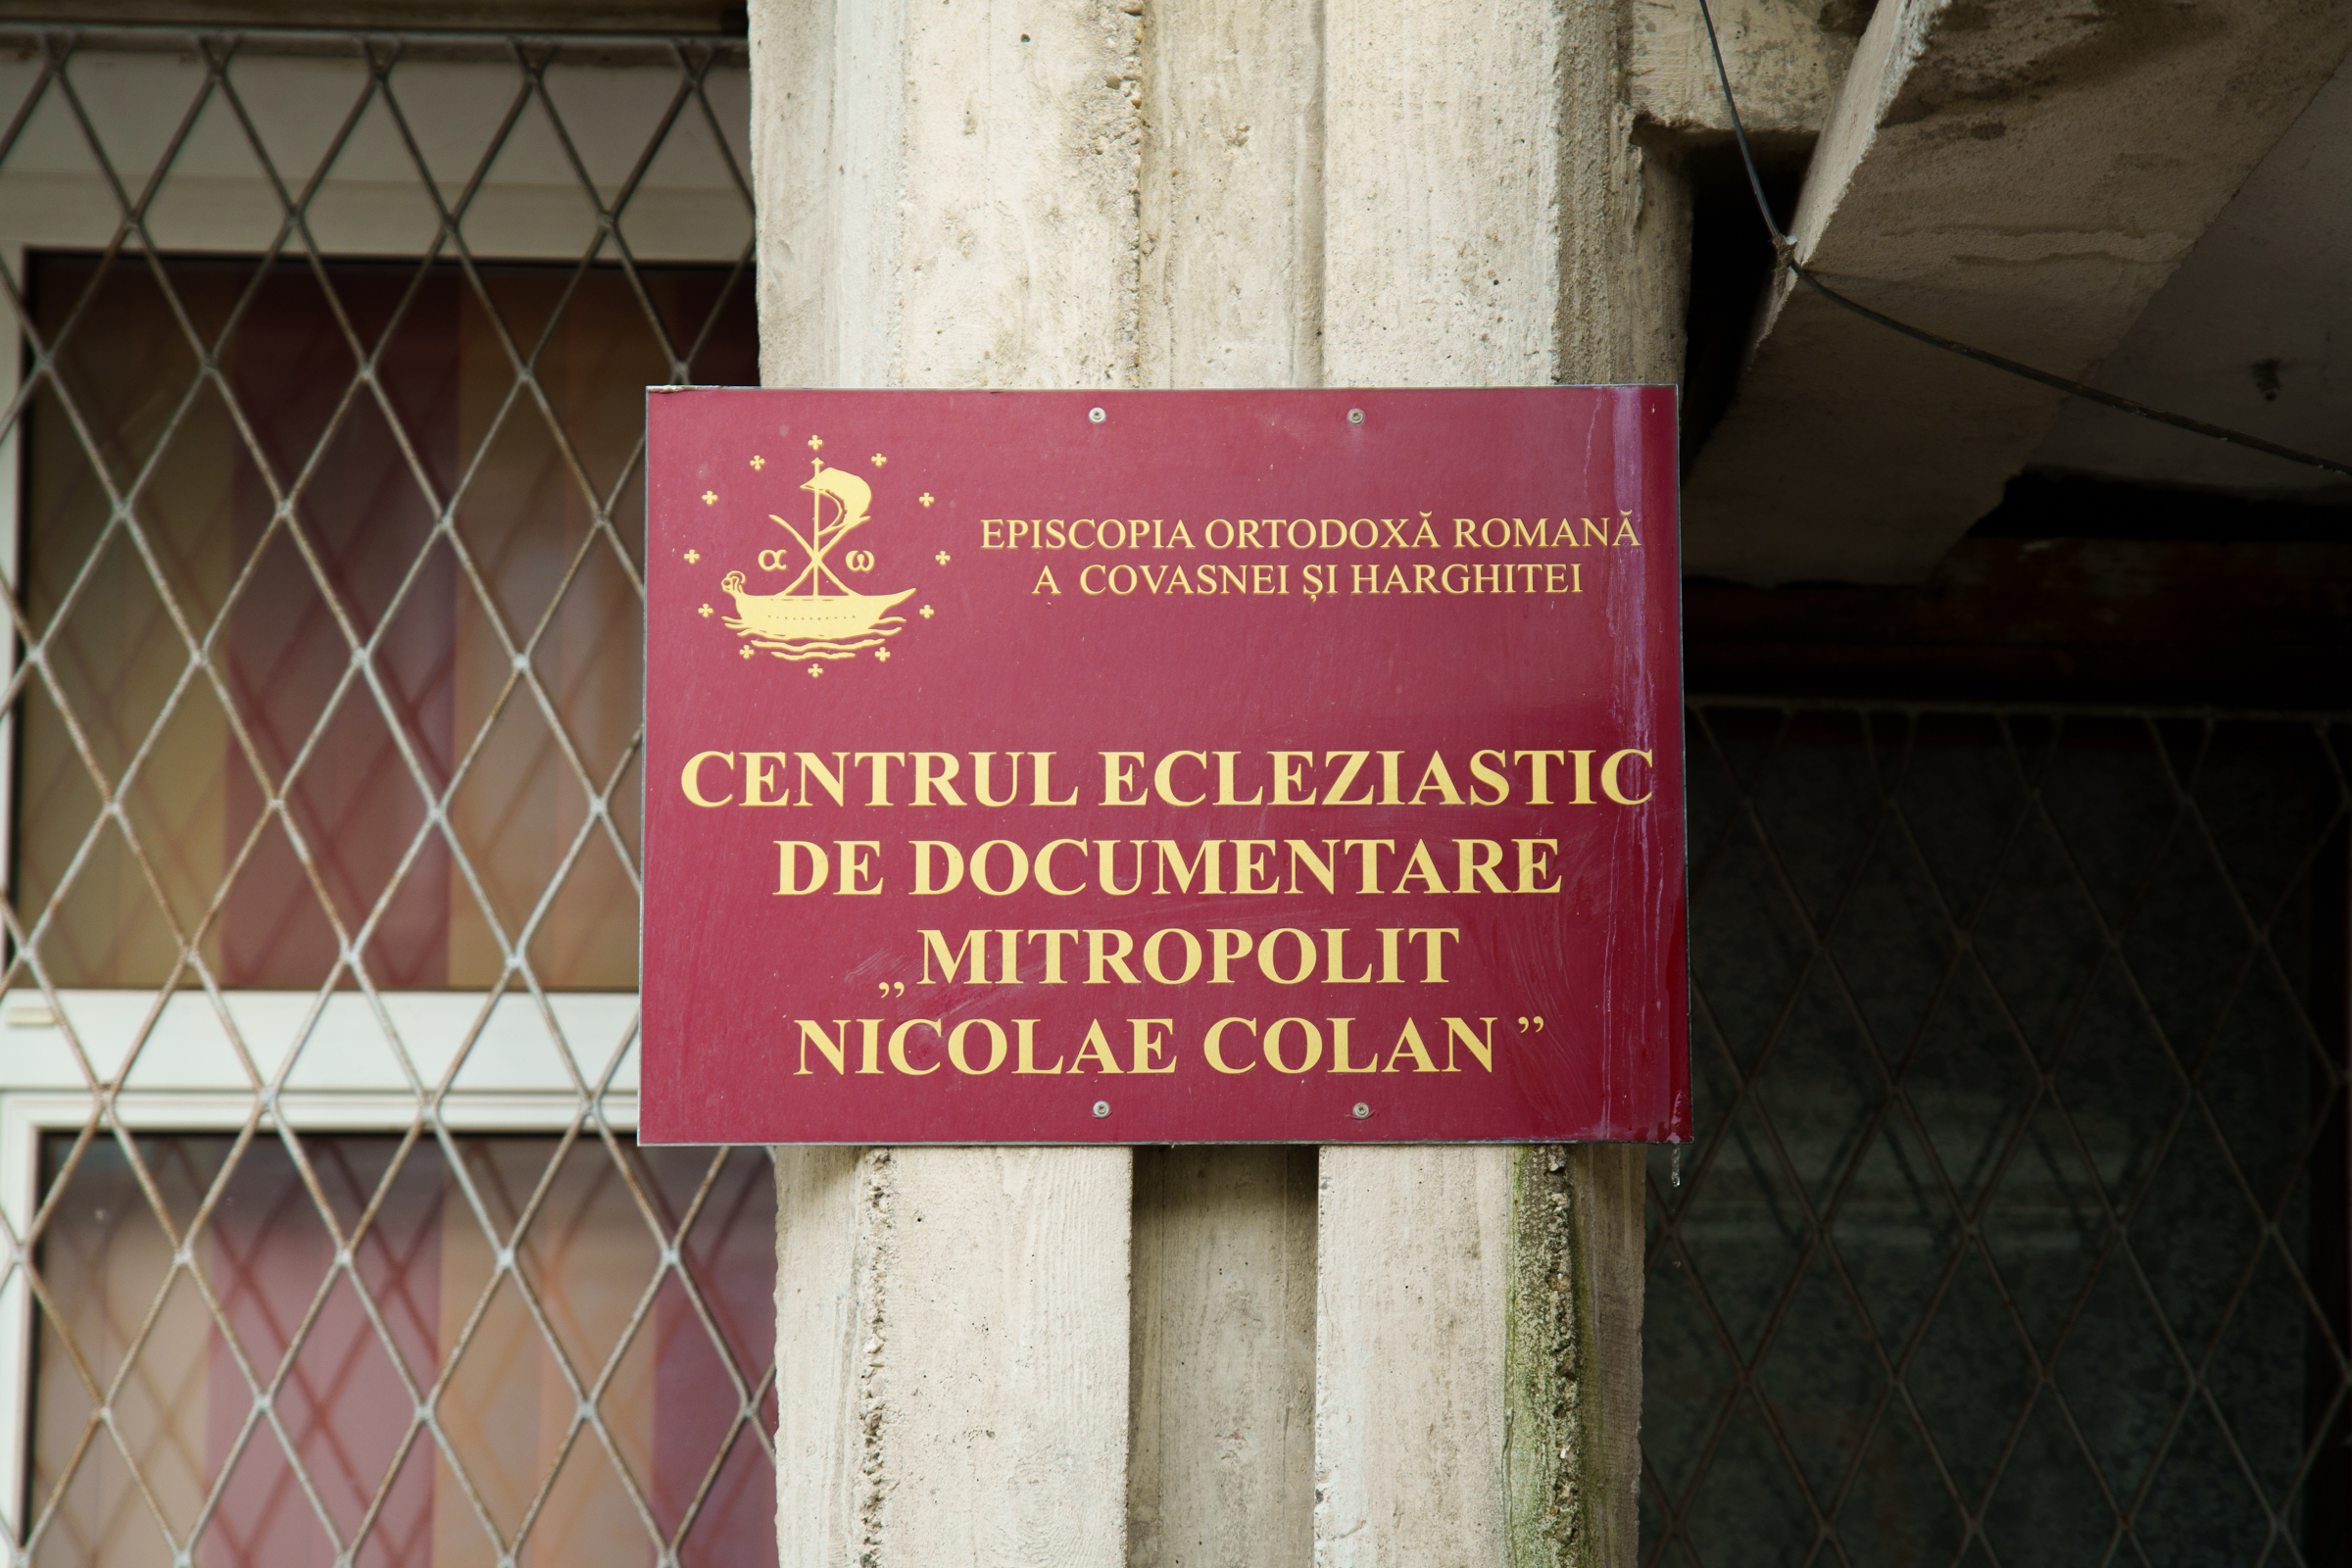 α ω
EPISCOPIA ORTODOXĂ ROMANĂ
A COVASNEI ȘI HARGHITEI
CENTRUL ECLEZIASTIC
DE DOCUMENTARE
„MITROPOLIT
NICOLAE COLAN”